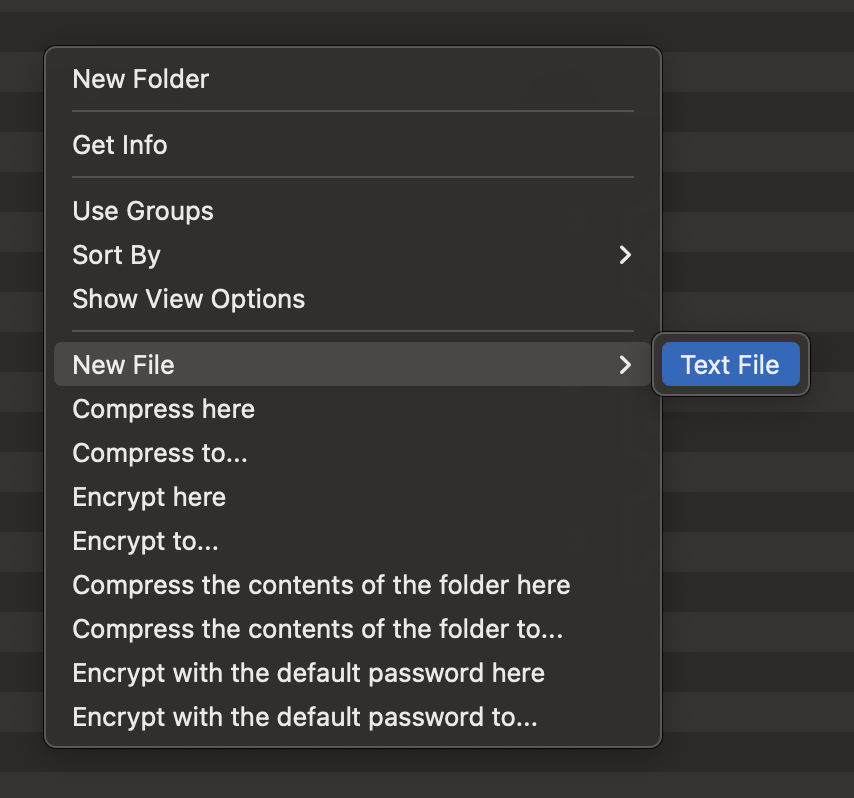 New Folder
Get Info
Use Groups
Sort By
Show View Options
New File
Text File
Compress here
Compress to...
Encrypt here
Encrypt to...
Compress the contents of the folder here
Compress the contents of the folder to...
Encrypt with the default password here
Encrypt with the default password to...